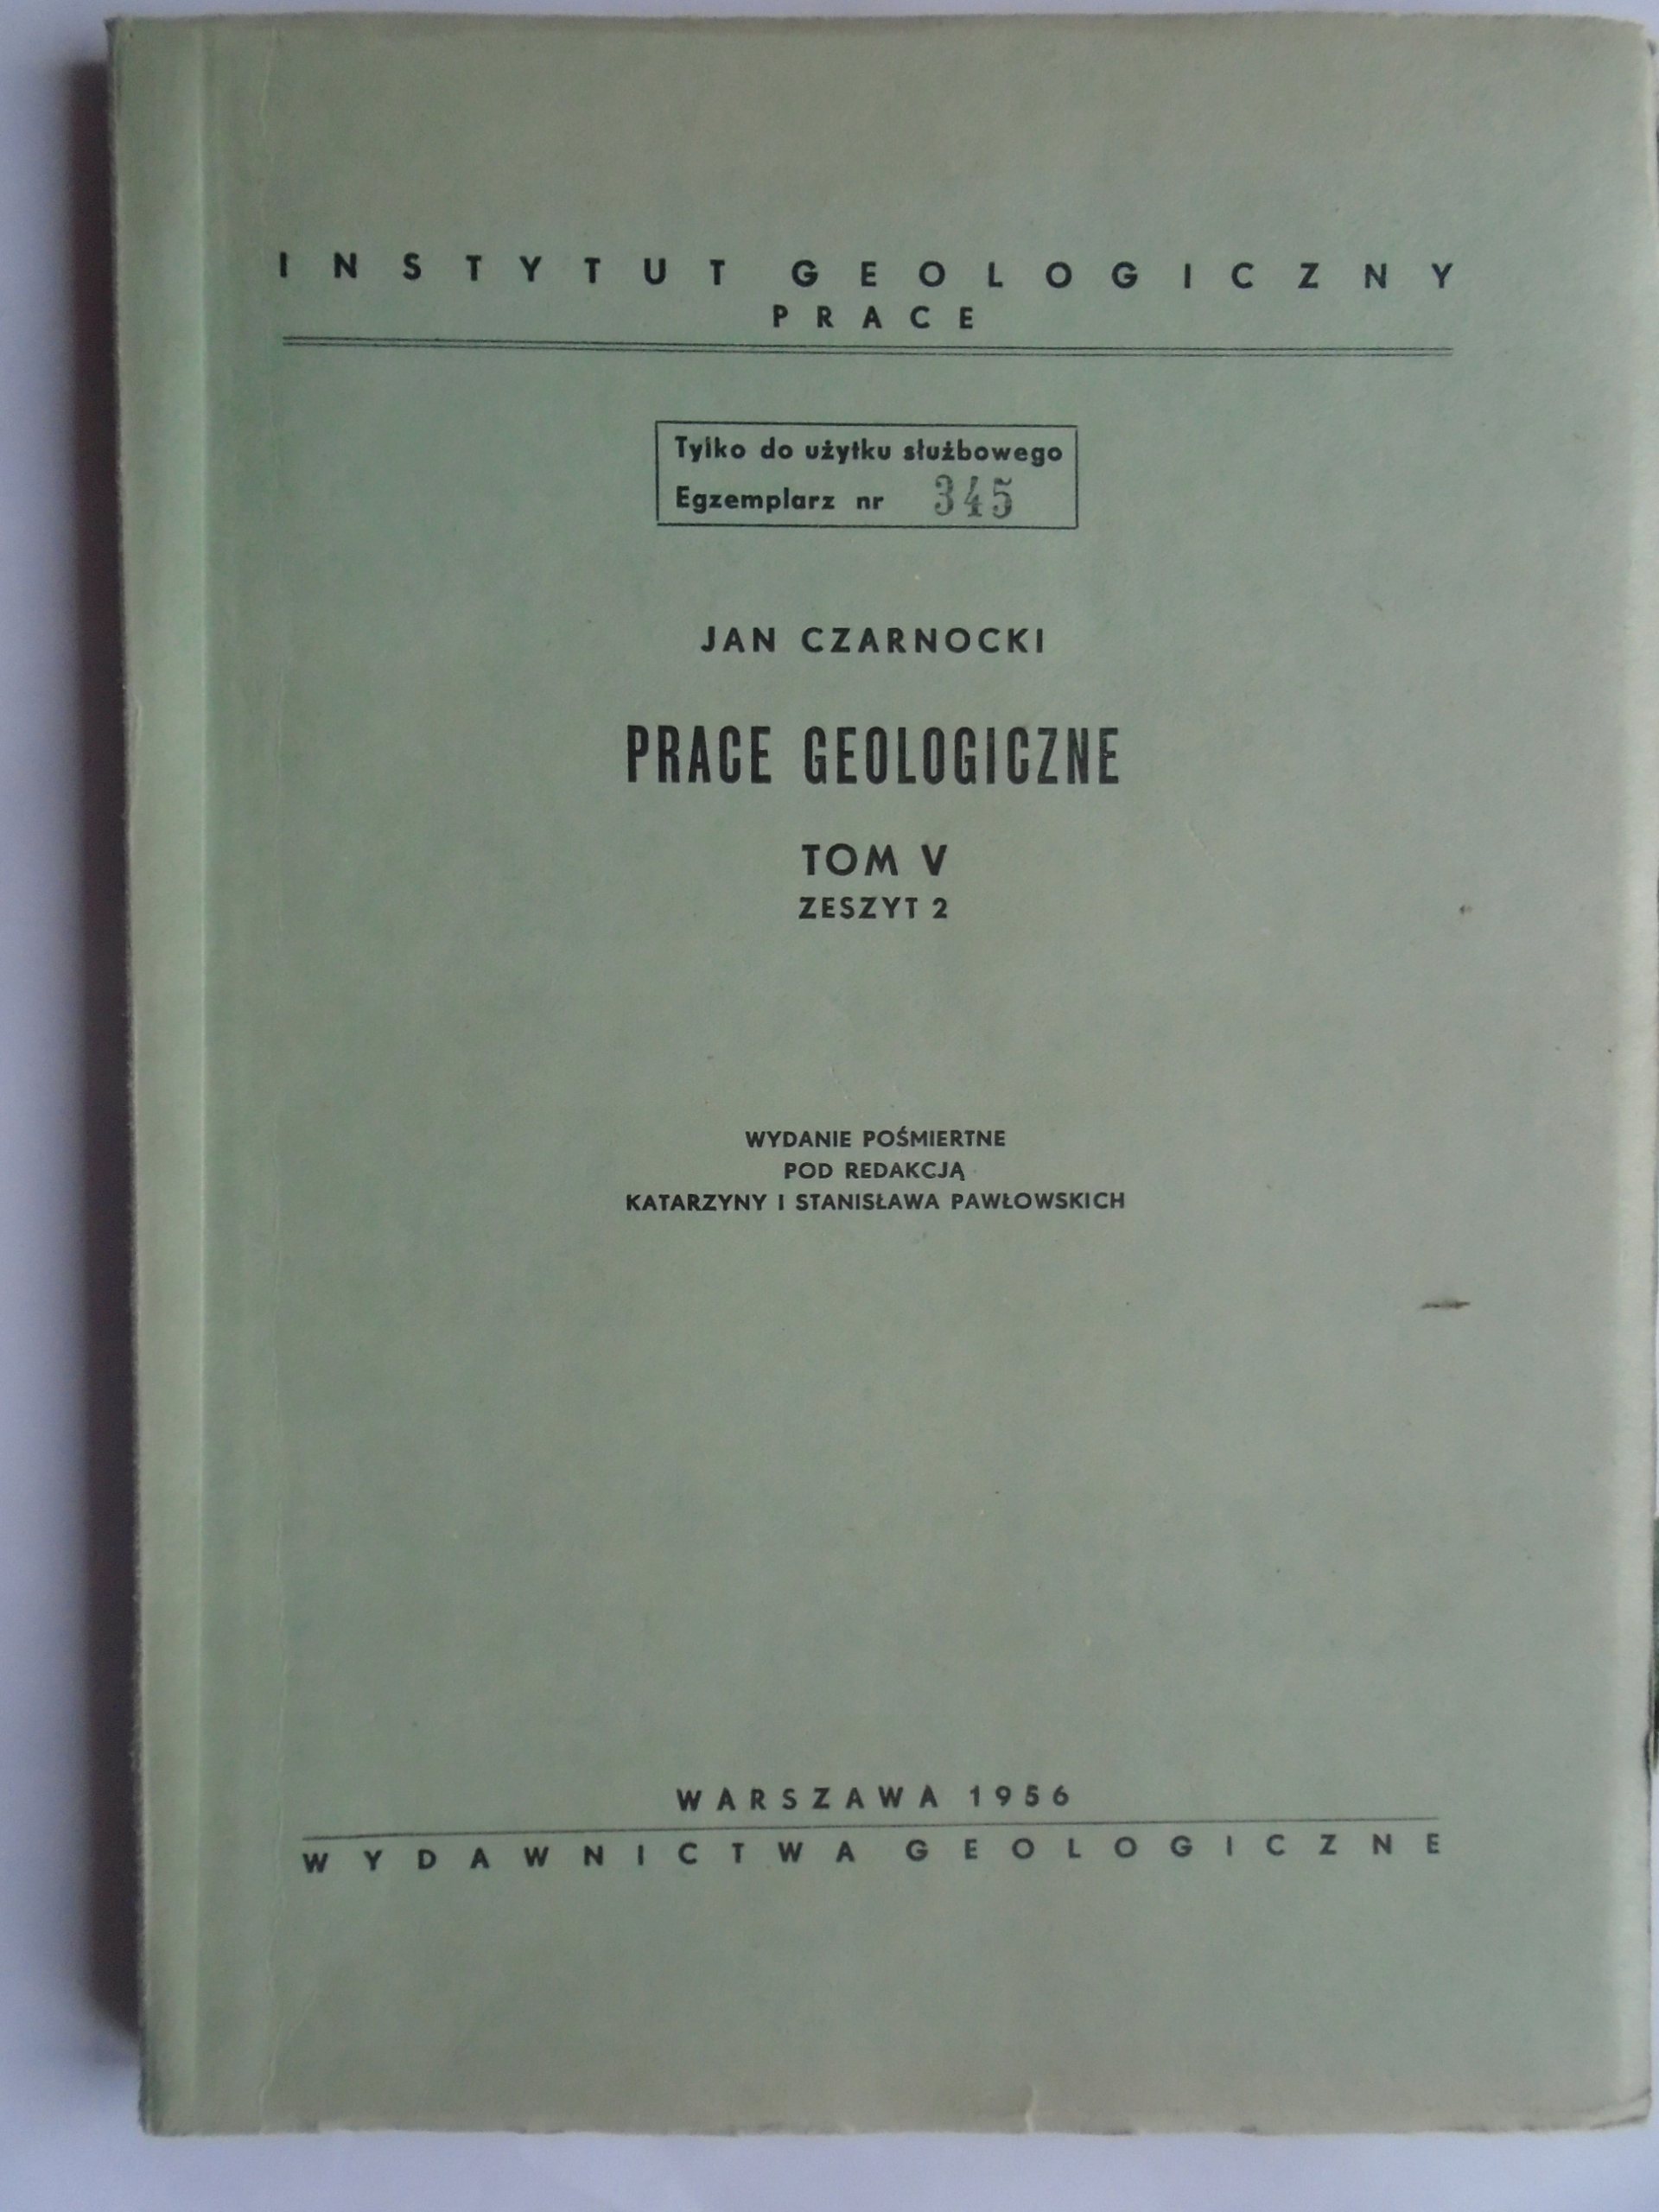 INSTYTUT GEOLOGICZNY
PRACE
Tylko do użytku służbowego
Egzemplarz nr 345
JAN CZARNOCKI
PRACE GEOLOGICZNE
TOM V
ZESZYT 2
WYDANIE POŚMIERTNE
POD REDAKCJĄ
KATARZYNY I STANISŁAWA PAWŁOWSKICH
WARSZAWA 1956
WYDAWNICTWA GEOLOGICZNE